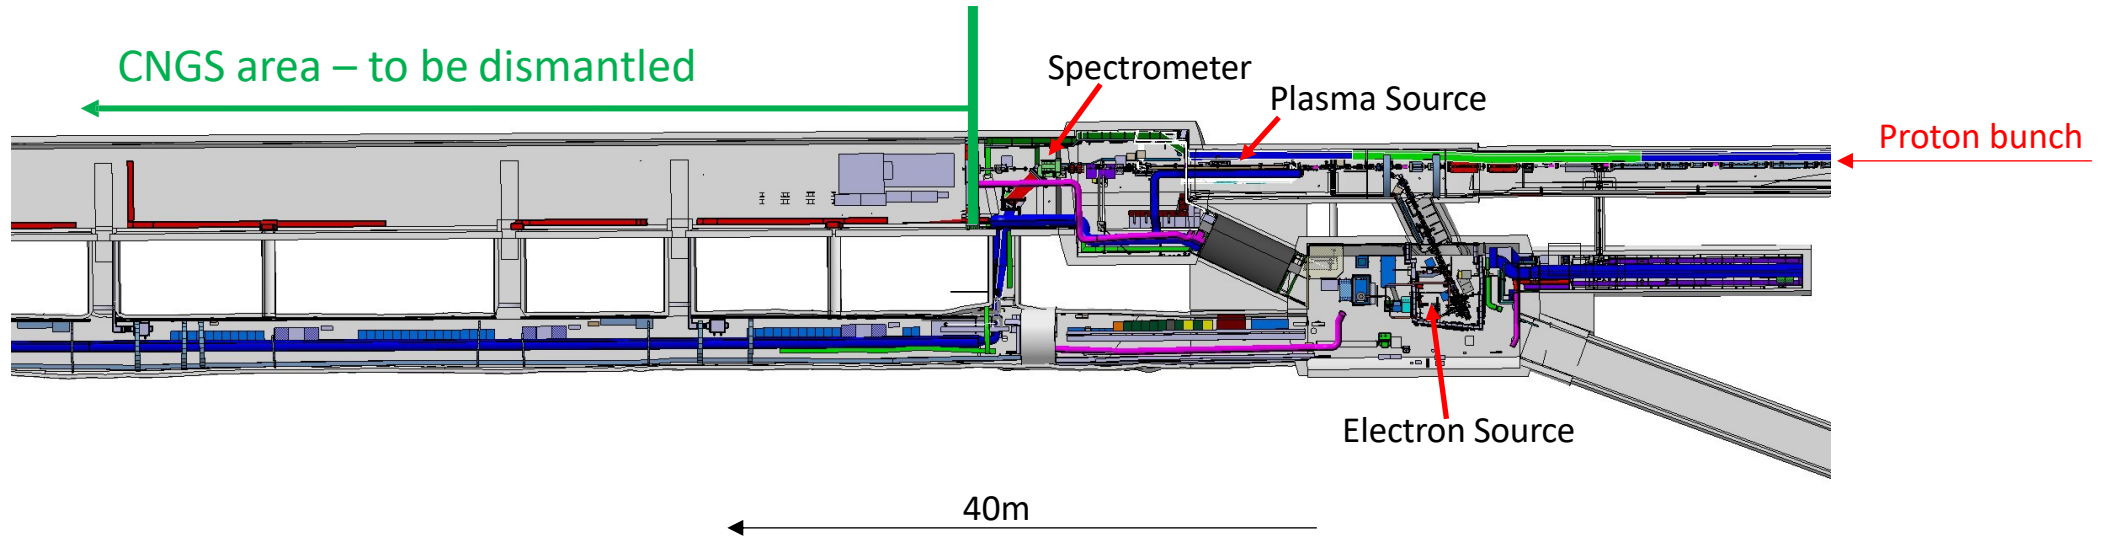 CNGS area – to be dismantled
Spectrometer
Plasma Source
Proton bunch
Electron Source
40m